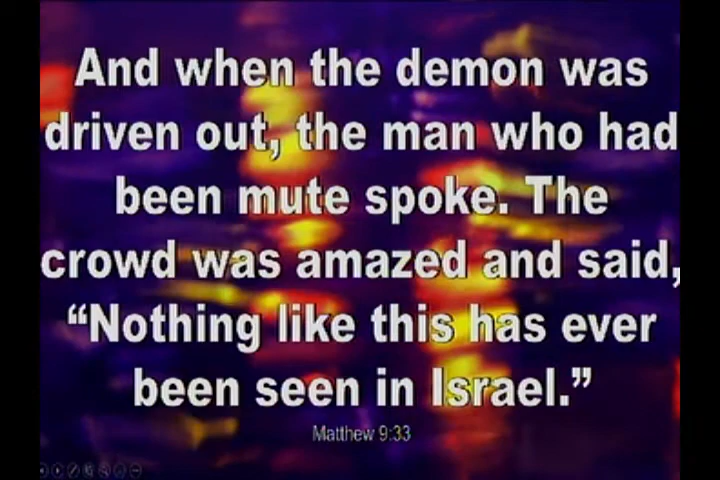 And when the demon was
driven out, the man who had
been mute spoke. The
crowd was amazed and said,
“Nothing like this has ever
been seen in Israel.”
Matthew 9:33